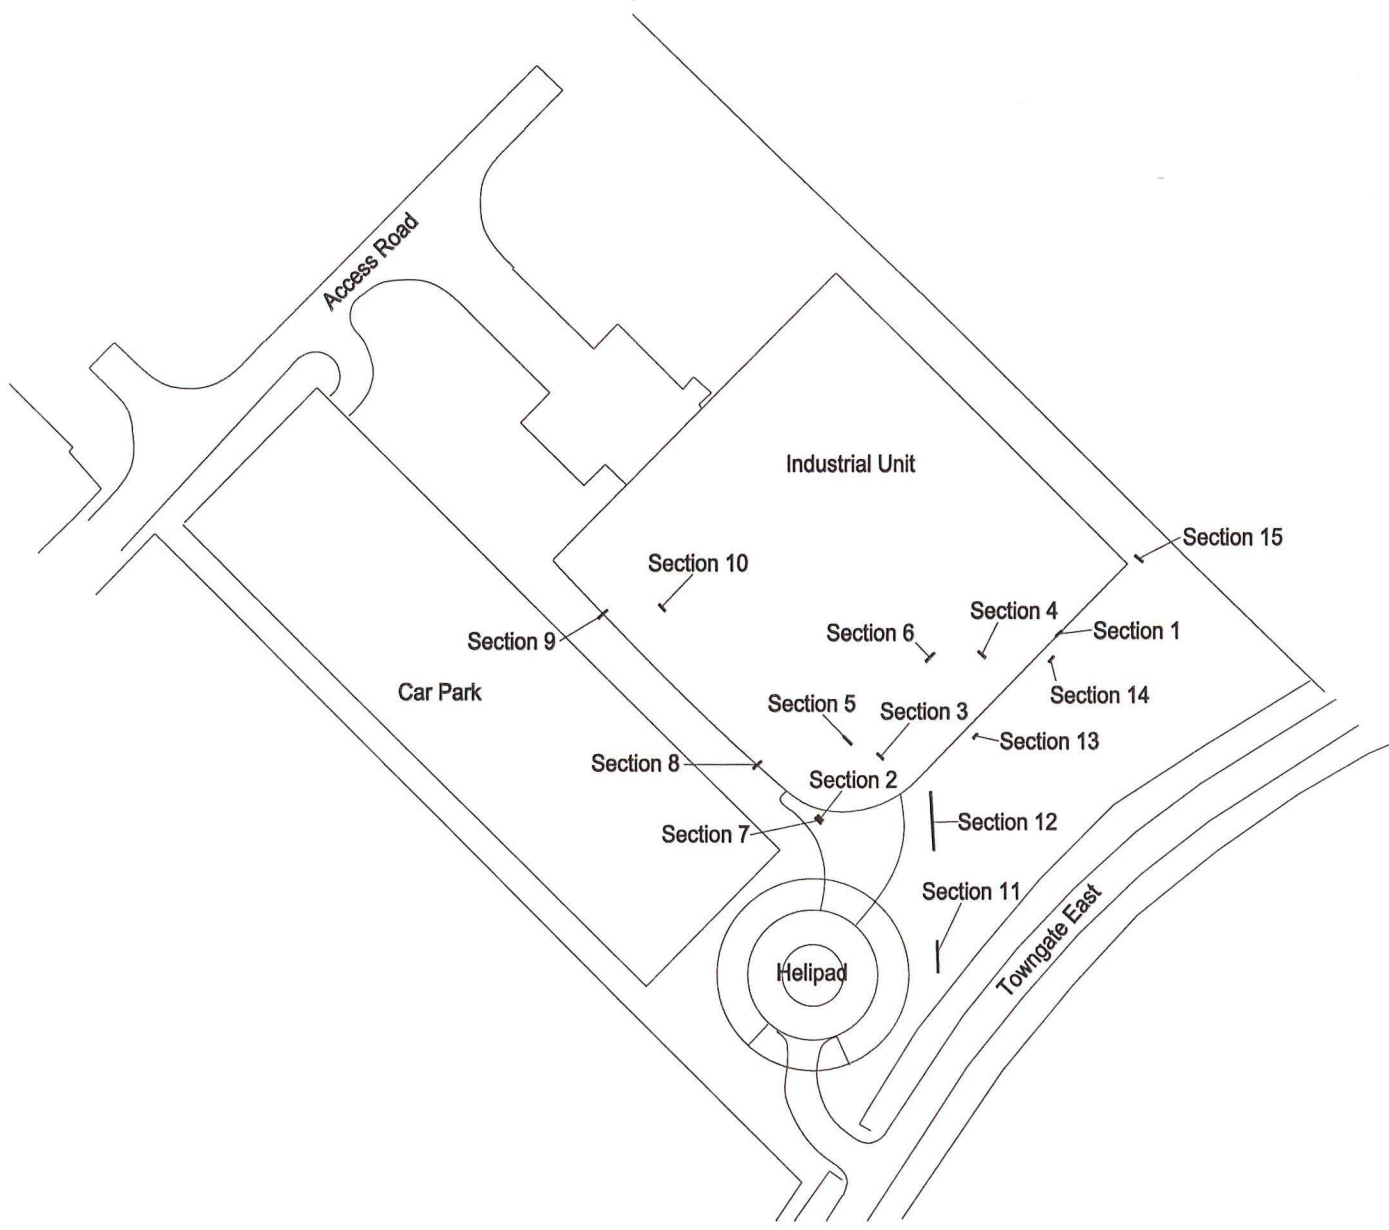 Access Road
Industrial Unit
Section 15
Section 10
Section 4
Section 6
Section 1
Section 9
Car Park
Section 14
Section 5
Section 3
Section 13
Section 8
Section 2
Section 7
Section 12
Section 11
Towngate East
Helipad